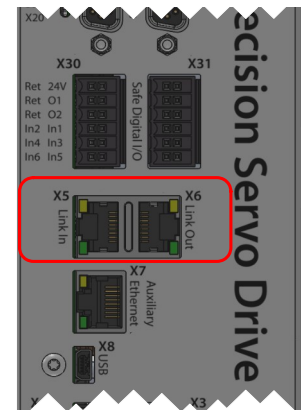 X20
X30
X31
Ret 24V
Ret O1
Ret O2
In2 In1
In4 In3
In6 In5
Safe Digital I/O
X5
X6
Link In
Link Out
X7
Auxiliary
Ethernet
X8
USB
X3
cision Servo Drive